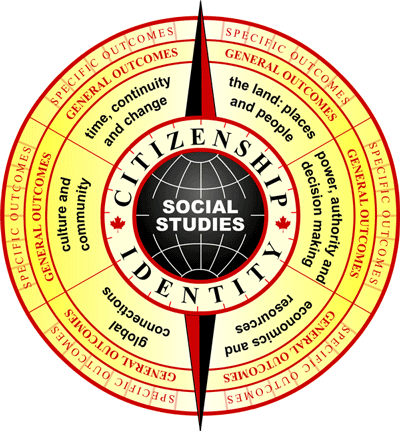 SPECIFIC OUTCOMES
GENERAL OUTCOMES
time, continuity
and change
SPECIFIC OUTCOMES
GENERAL OUTCOMES
the land: places
and people
SPECIFIC OUTCOMES
GENERAL OUTCOMES
power, authority and
decision making
SPECIFIC OUTCOMES
GENERAL OUTCOMES
economics and
resources
SPECIFIC OUTCOMES
GENERAL OUTCOMES
global
connections
SPECIFIC OUTCOMES
GENERAL OUTCOMES
culture and
community
CITIZENSHIP
SOCIAL
STUDIES
IDENTITY